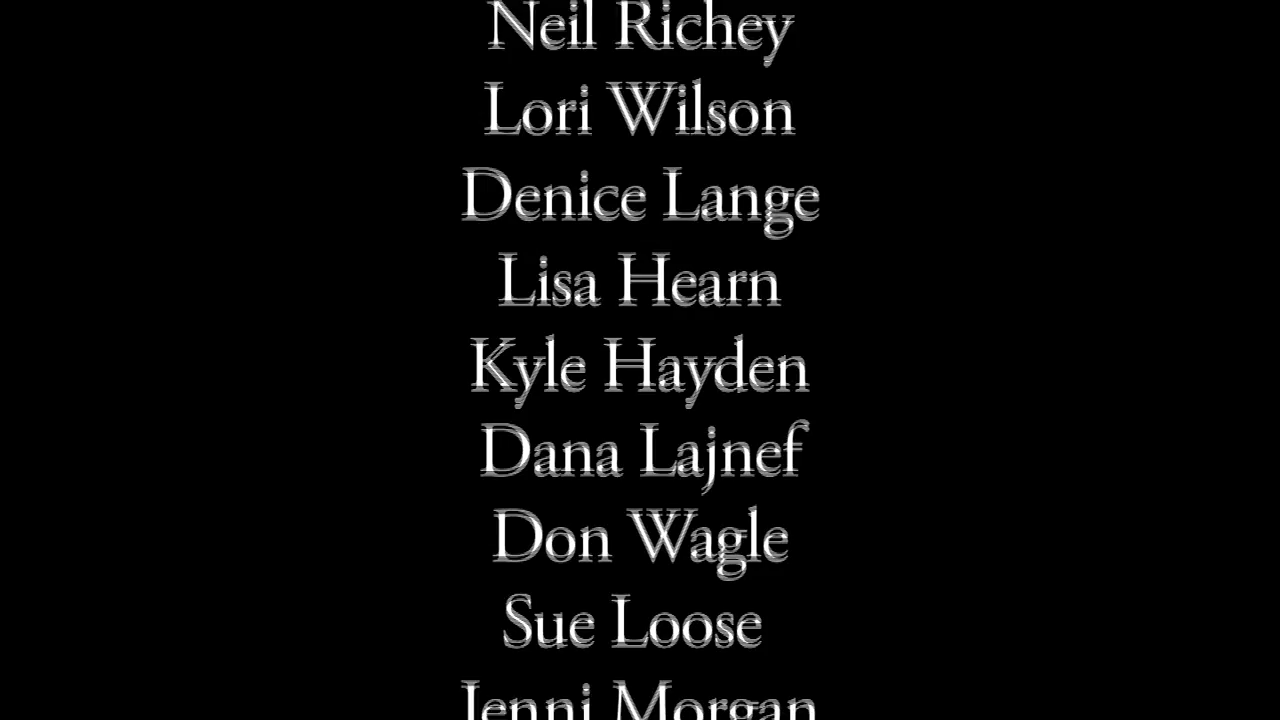 Neil Richey
Lori Wilson
Denice Lange
Lisa Hearn
Kyle Hayden
Dana Lajnef
Don Wagle
Sue Loose
Jenni Morgan